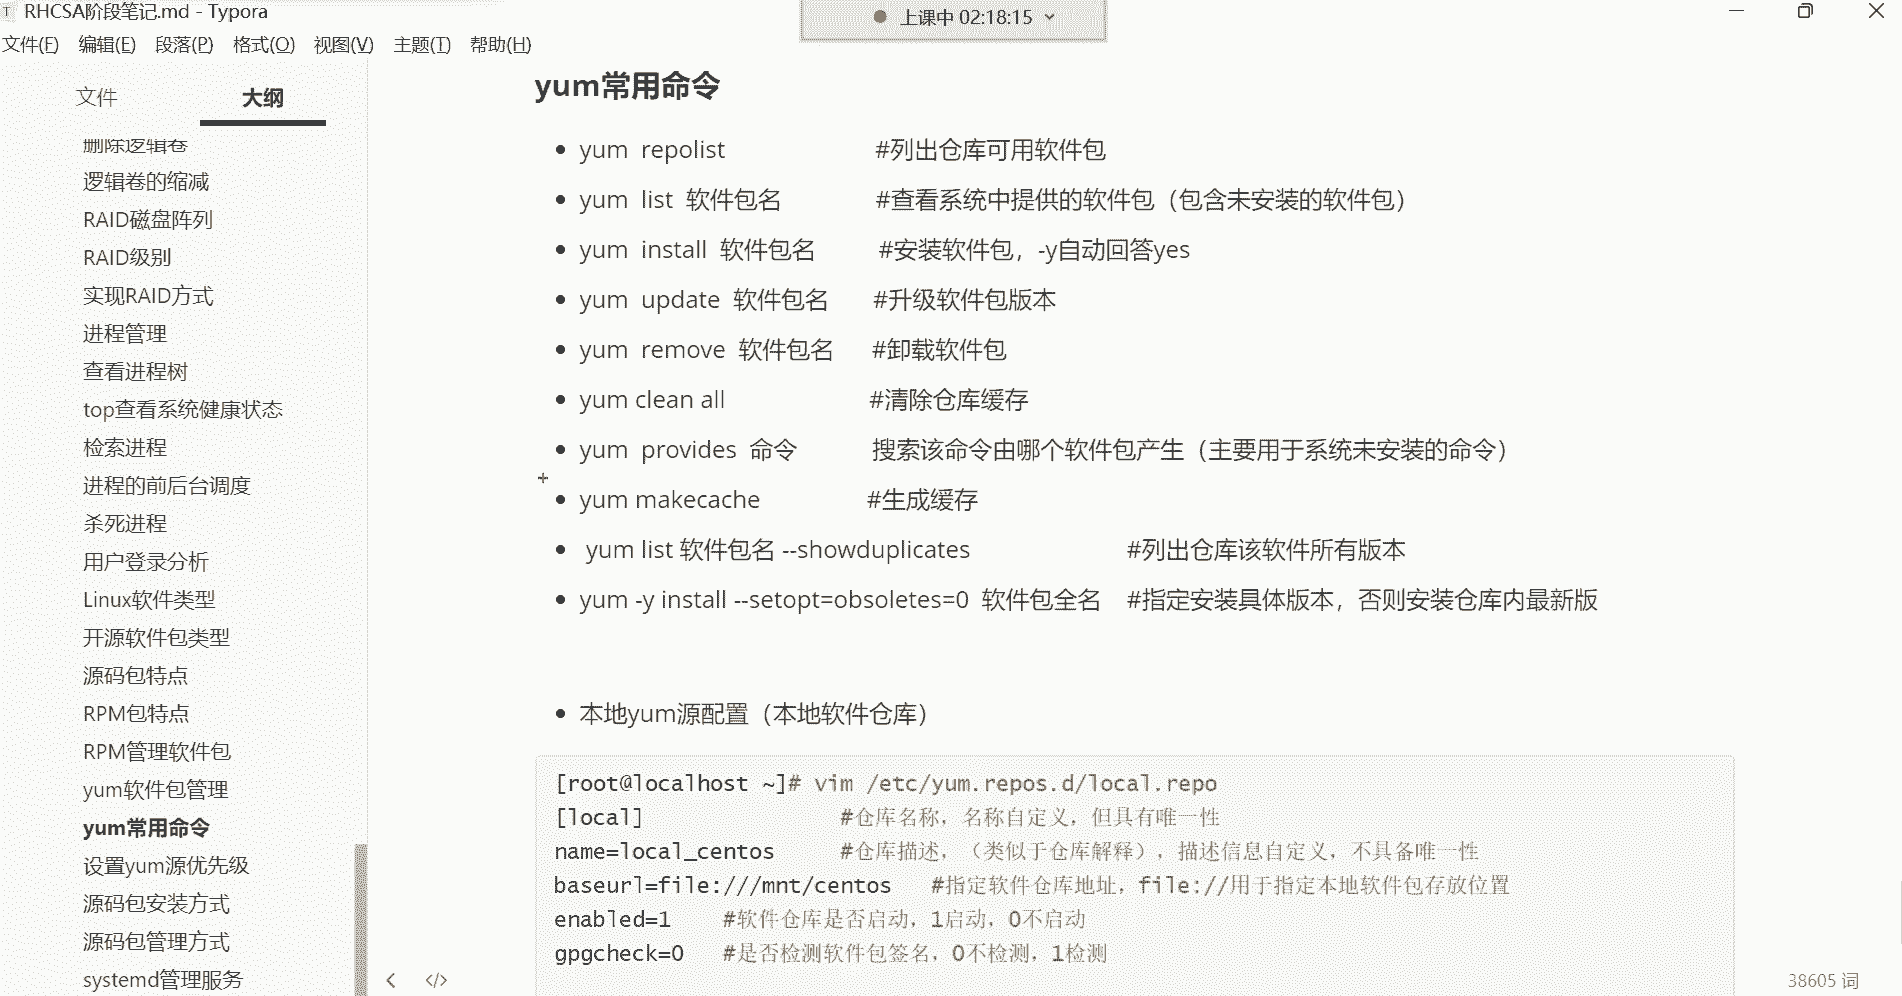 RHCSA阶段笔记.md - Typora
上课中 02:18:15
文件(F) 编辑(E) 段落(P) 格式(O) 视图(V) 主题(T) 帮助(H)
文件 大纲
删除逻辑卷
逻辑卷的缩减
RAID磁盘阵列
RAID级别
实现RAID方式
进程管理
查看进程树
top查看系统健康状态
检索进程
进程的前后台调度
杀死进程
用户登录分析
Linux软件类型
开源软件包类型
源码包特点
RPM包特点
RPM管理软件包
yum软件包管理
yum常用命令
设置yum源优先级
源码包安装方式
源码包管理方式
systemd管理服务
yum常用命令
yum repolist #列出仓库可用软件包
yum list 软件包名 #查看系统中提供的软件包（包含未安装的软件包）
yum install 软件包名 #安装软件包，-y自动回答yes
yum update 软件包名 #升级软件包版本
yum remove 软件包名 #卸载软件包
yum clean all #清除仓库缓存
yum provides 命令 搜索该命令由哪个软件包产生（主要用于系统未安装的命令）
yum makecache #生成缓存
yum list 软件包名 --showduplicates #列出仓库该软件所有版本
yum -y install --setopt=obsoletes=0 软件包全名 #指定安装具体版本，否则安装仓库内最新版
本地yum源配置（本地软件仓库）
[root@localhost ~]# vim /etc/yum.repos.d/local.repo
[local] #仓库名称，名称自定义，但具有唯一性
name=local_centos #仓库描述，（类似于仓库解释），描述信息自定义，不具备唯一性
baseurl=file:///mnt/centos #指定软件仓库地址，file://用于指定本地软件包存放位置
enabled=1 #软件仓库是否启动，1启动，0不启动
gpgcheck=0 #是否检测软件包签名，0不检测，1检测
38605 词